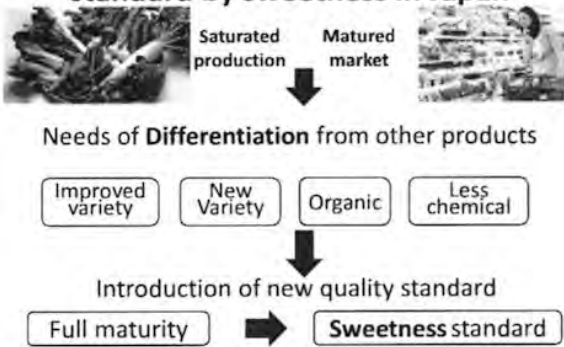 Saturated production
Matured market
Needs of Differentiation from other products
Improved variety
New Variety
Organic
Less chemical
Introduction of new quality standard
Full maturity
Sweetness standard